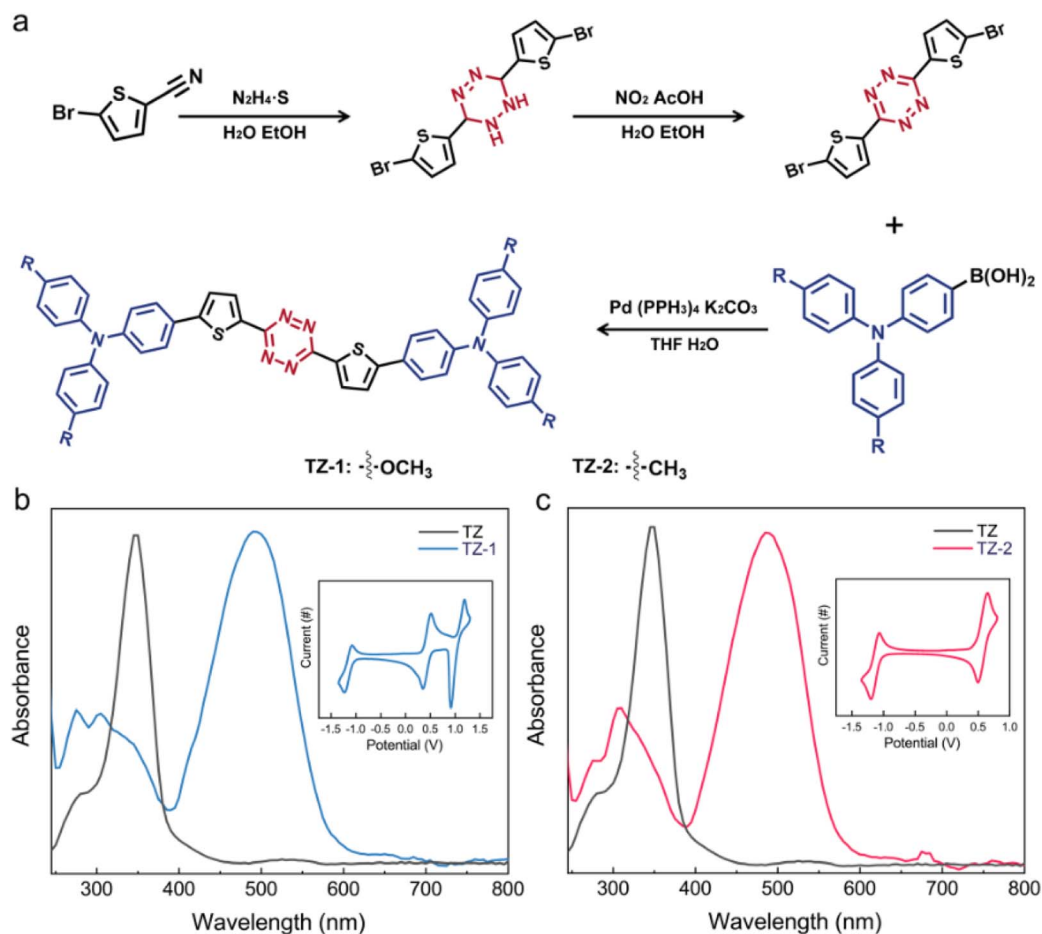 a
Br
S
N
N₂H₄·S
H₂O EtOH
Br
S
N
N
NH
N
H
S
Br
NO₂ AcOH
H₂O EtOH
Br
S
N
N
N
N
S
Br
+
R
N
R
S
N
N
N
N
S
R
N
R
Pd (PPH₃)₄ K₂CO₃
THF H₂O
R
B(OH)₂
N
R
TZ-1: OCH₃
TZ-2: CH₃
b
TZ
TZ-1
Current (#)
-1.5 -1.0 -0.5 0.0 0.5 1.0 1.5
Potential (V)
Absorbance
300 400 500 600 700 800
Wavelength (nm)
c
TZ
TZ-2
Current (#)
-1.5 -1.0 -0.5 0.0 0.5 1.0
Potential (V)
Absorbance
300 400 500 600 700 800
Wavelength (nm)